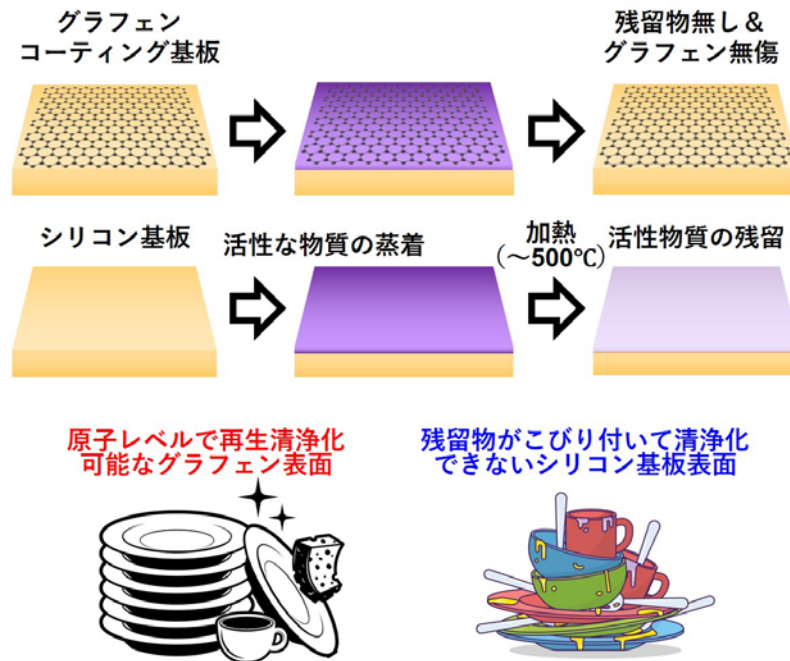 グラフェン
コーティング基板
残留物無し＆
グラフェン無傷
シリコン基板
活性な物質の蒸着
加熱
（～500℃）
活性物質の残留
原子レベルで再生清浄化
可能なグラフェン表面
残留物がこびり付いて清浄化
できないシリコン基板表面